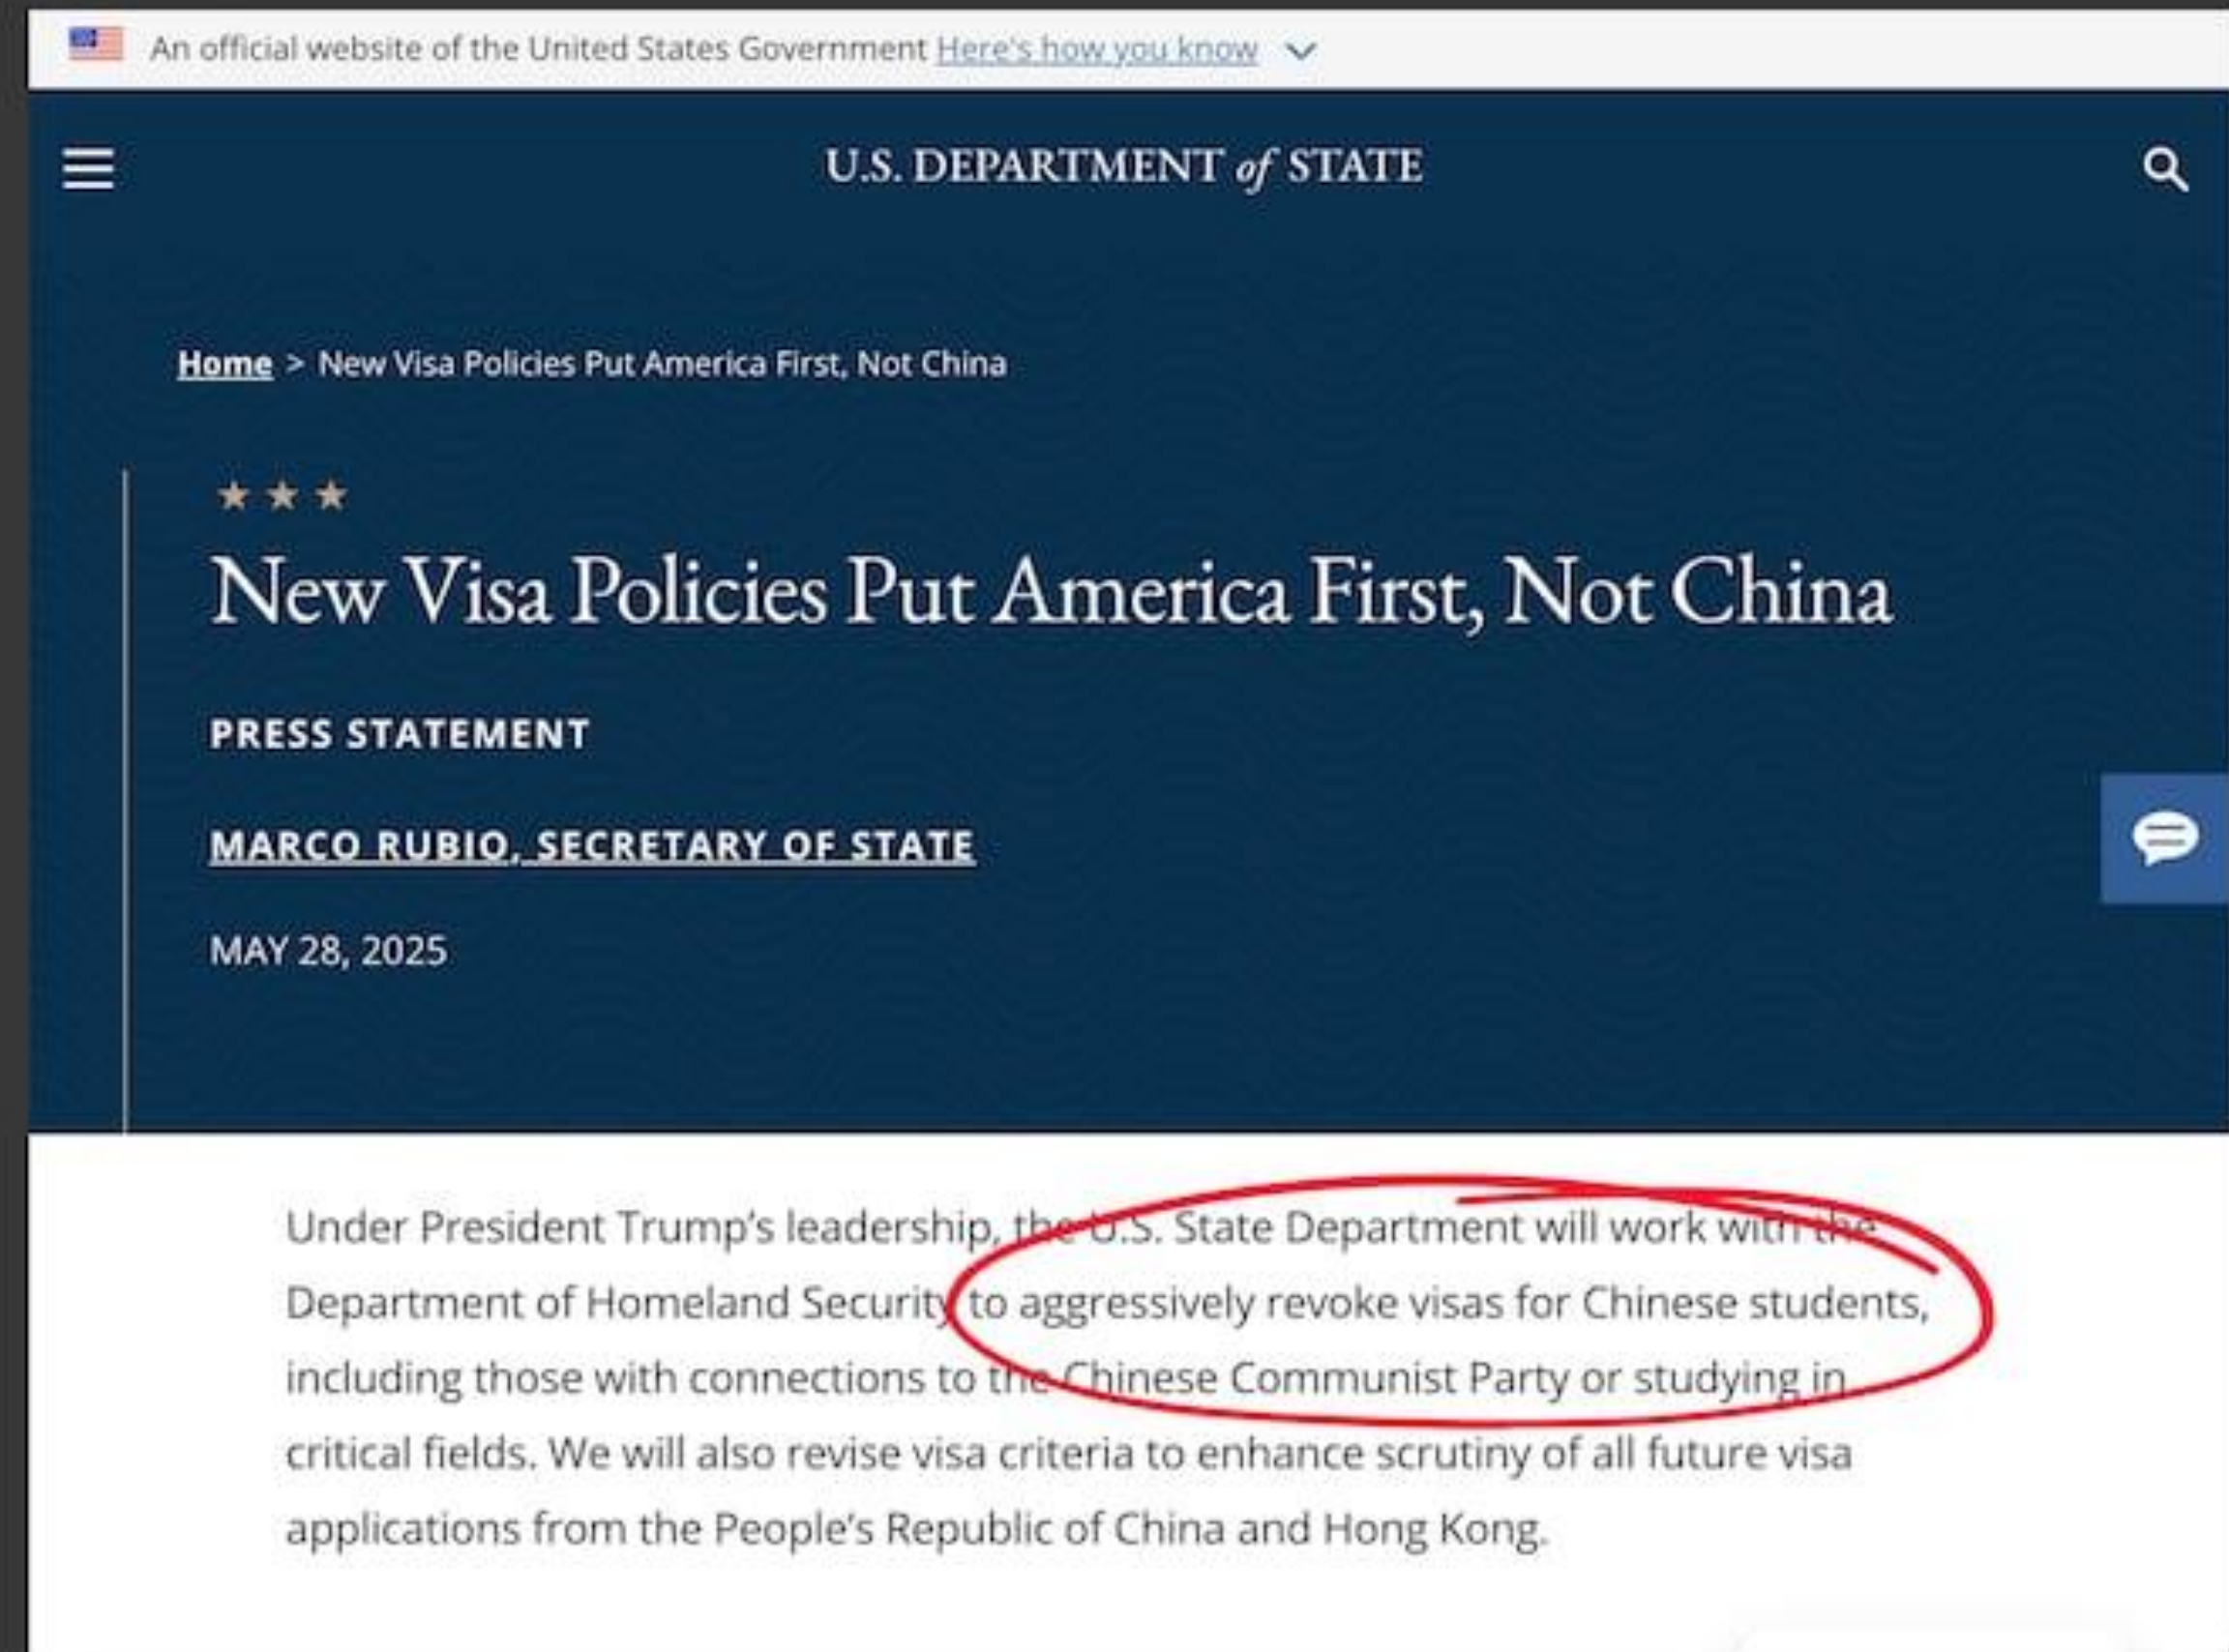 An official website of the United States Government Here's how you know
U.S. DEPARTMENT of STATE
Home > New Visa Policies Put America First, Not China
New Visa Policies Put America First, Not China
PRESS STATEMENT
MARCO RUBIO, SECRETARY OF STATE
MAY 28, 2025
Under President Trump's leadership, the U.S. State Department will work with the
Department of Homeland Security to aggressively revoke visas for Chinese students,
including those with connections to the Chinese Communist Party or studying in
critical fields. We will also revise visa criteria to enhance scrutiny of all future visa
applications from the People's Republic of China and Hong Kong.